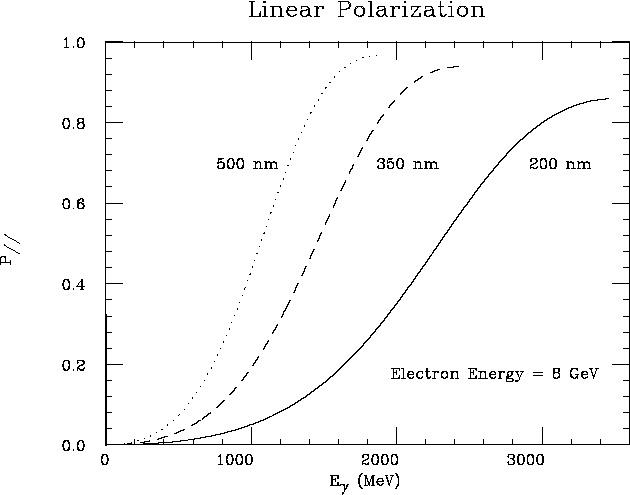 Linear Polarization
1.0
0.8
0.6
0.4
0.2
0.0
P//
500 nm
350 nm
200 nm
Electron Energy = 8 GeV
0
1000
2000
3000
Eγ (MeV)